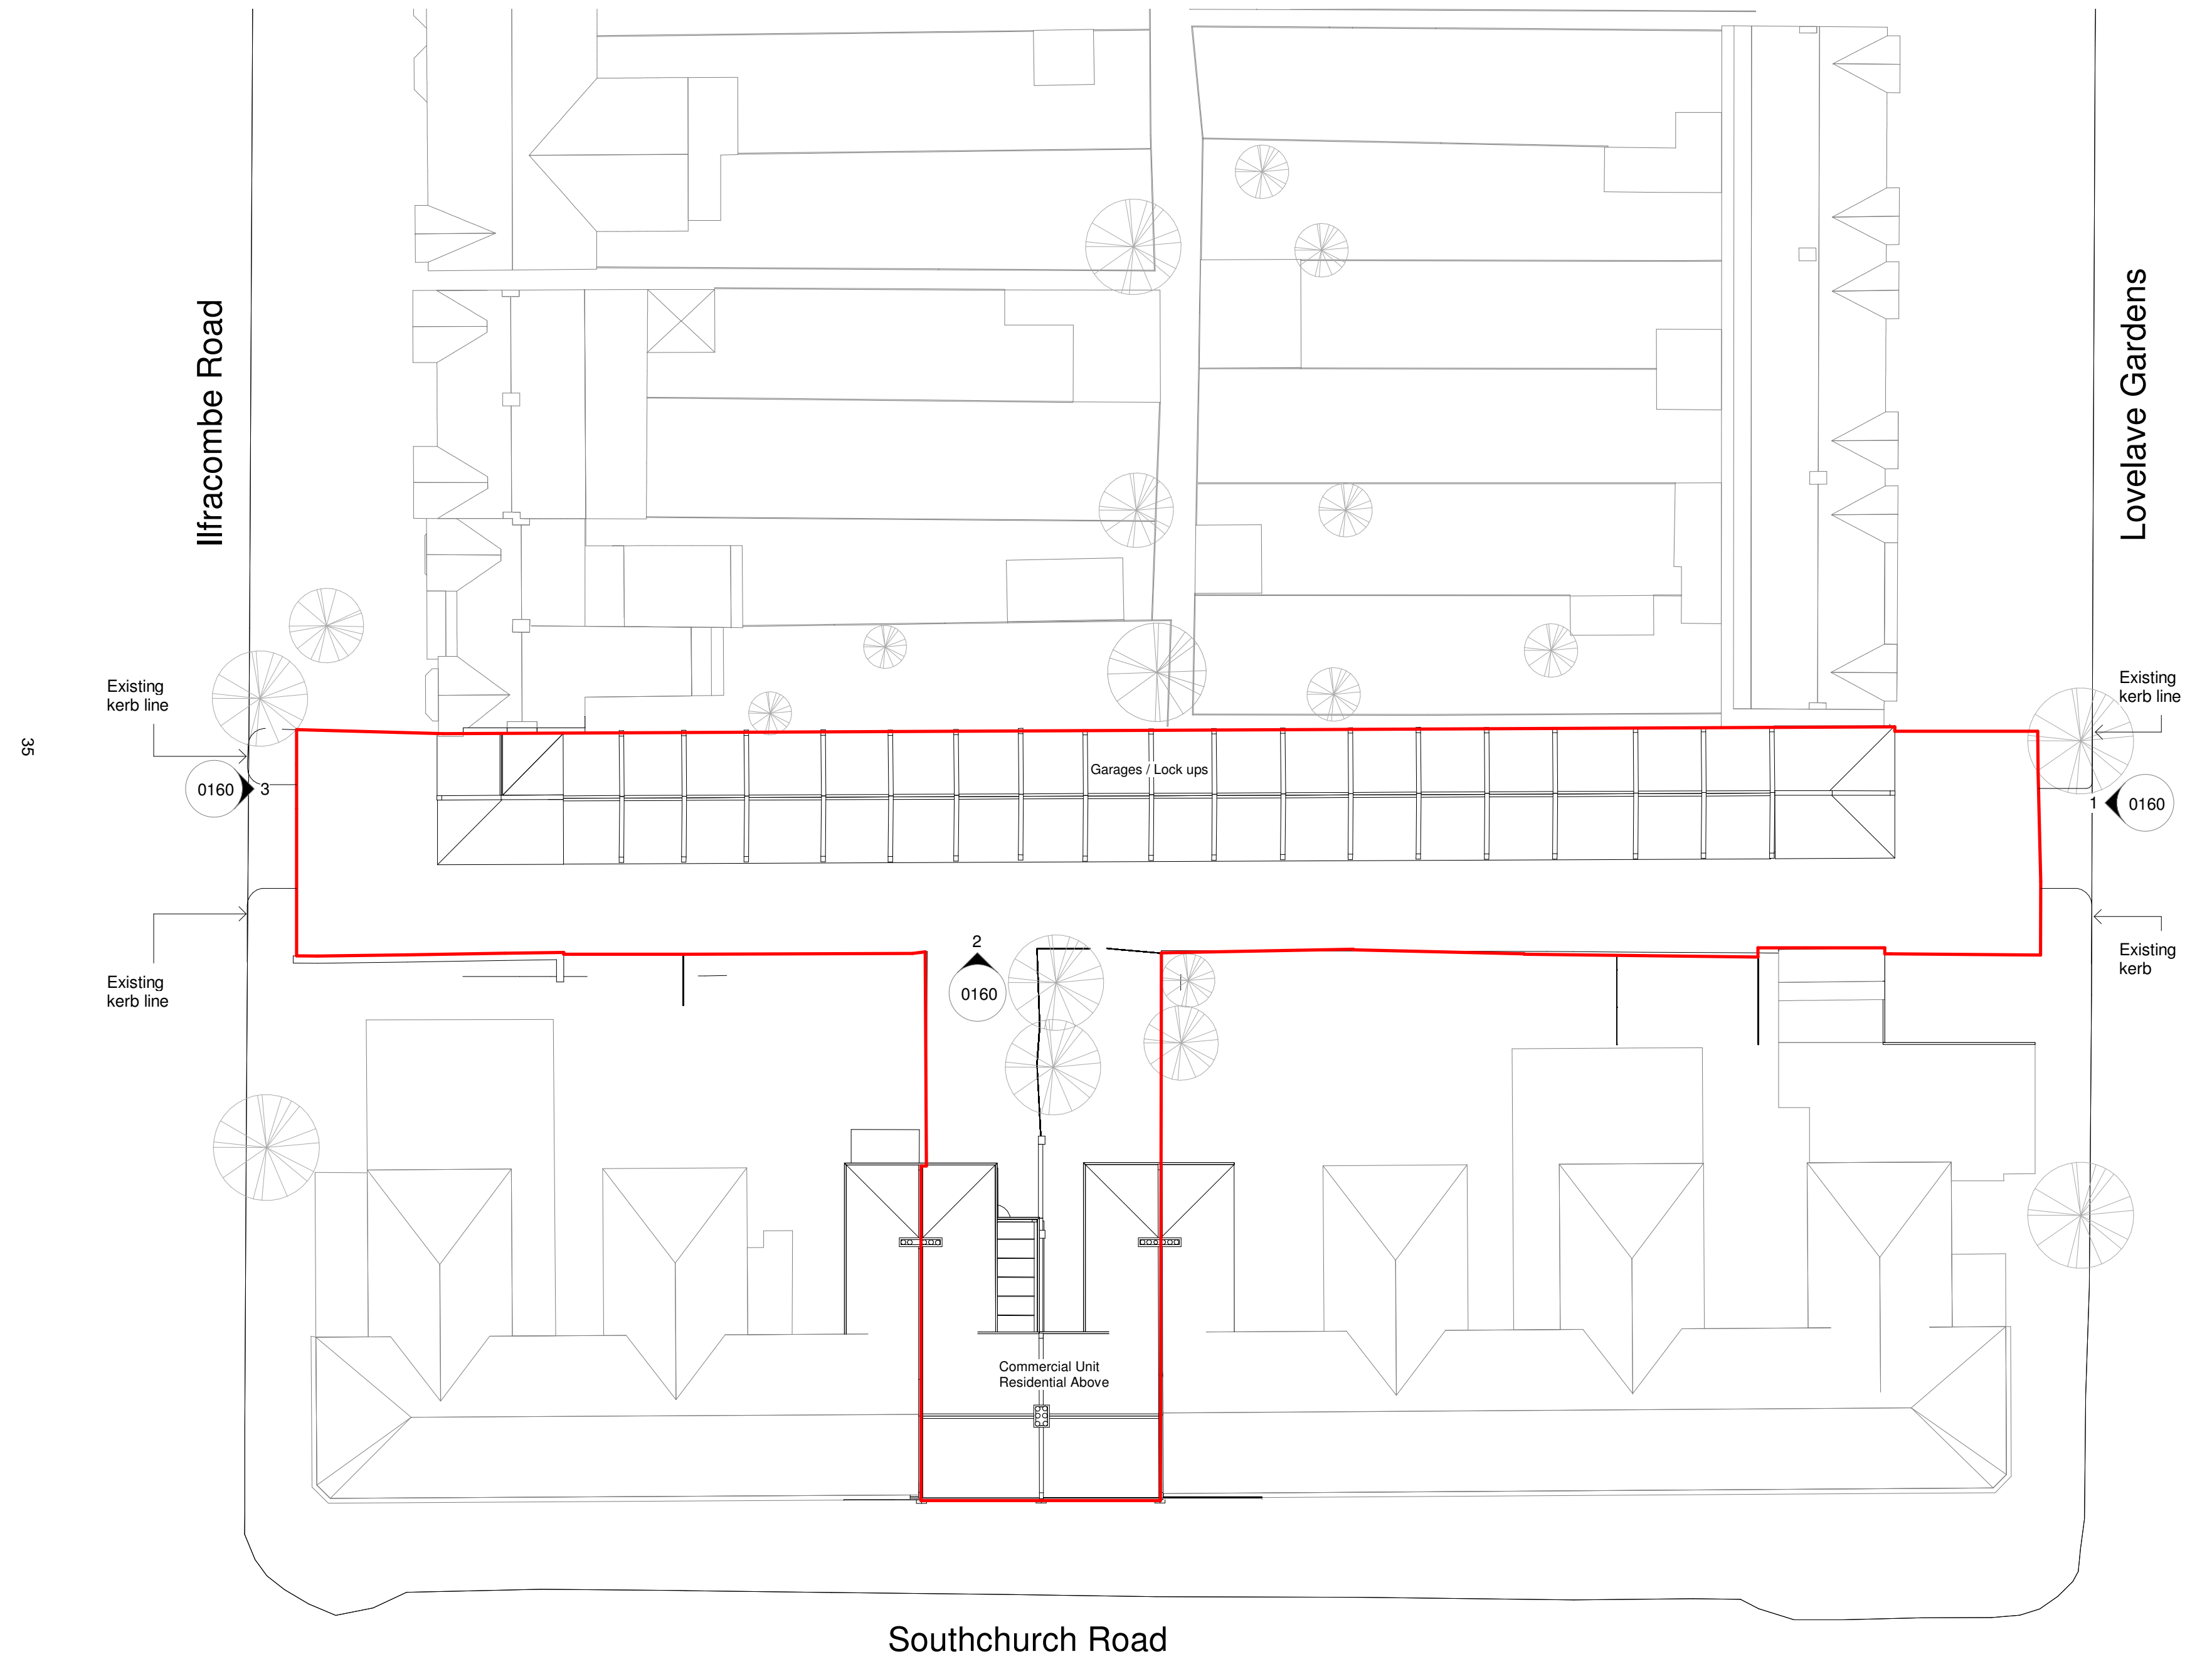 Ilfracombe Road
Lovelave Gardens
Existing
kerb line
Existing
kerb line
35
Garages / Lock ups
0160
3
1
0160
2
0160
Existing
kerb line
Existing
kerb
Commercial Unit
Residential Above
Southchurch Road